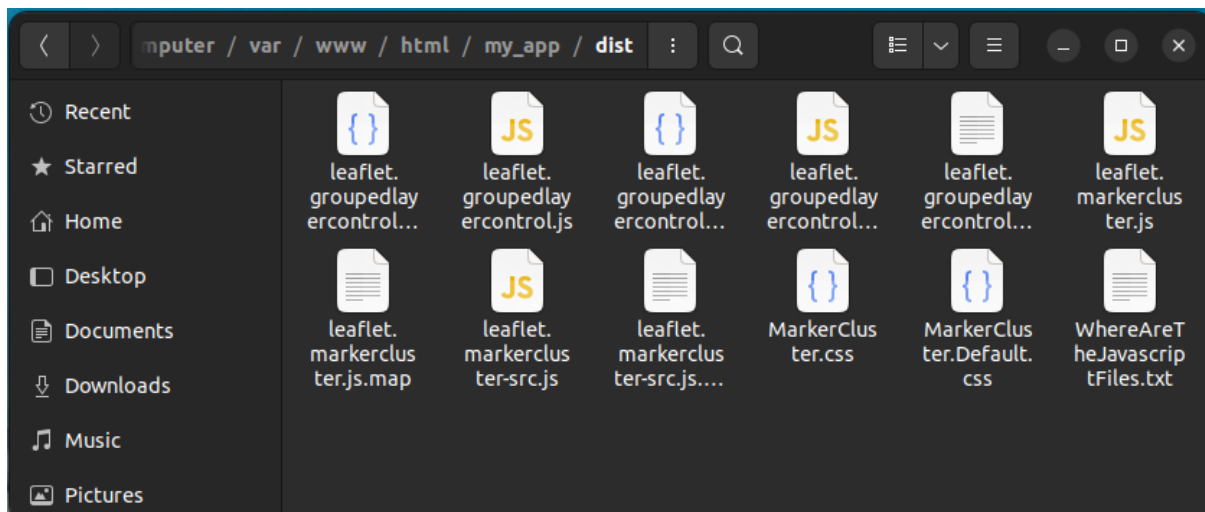 mputer / var / www / html / my_app / dist
Recent
Starred
Home
Desktop
Documents
Downloads
Music
Pictures
{ }
leaflet.
groupedlay
ercontrol...
JS
leaflet.
groupedlay
ercontrol.js
{ }
leaflet.
groupedlay
ercontrol...
JS
leaflet.
groupedlay
ercontrol...
leaflet.
groupedlay
ercontrol...
JS
leaflet.
markerclus
ter.js
leaflet.
markerclus
ter.js.map
JS
leaflet.
markerclus
ter-src.js
leaflet.
markerclus
ter-src.js....
{ }
MarkerClus
ter.css
{ }
MarkerClus
ter.Default.
css
WhereAreT
heJavascrip
tFiles.txt